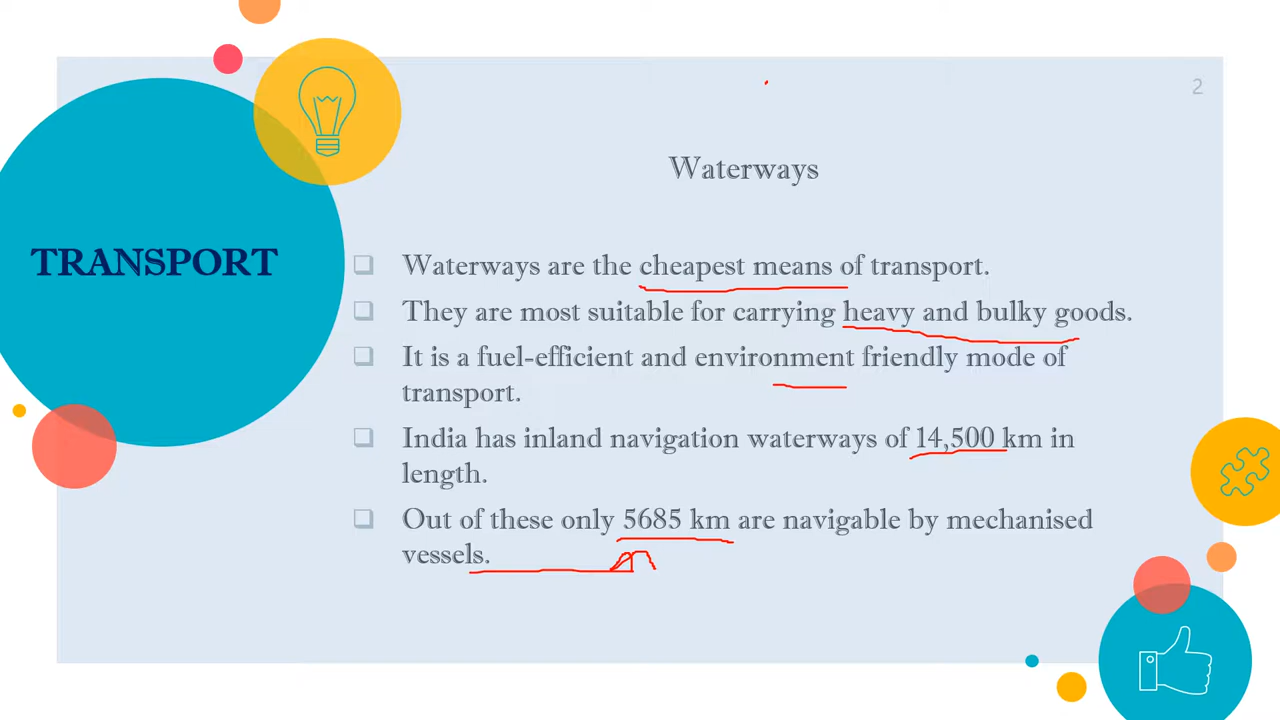 2
Waterways
TRANSPORT
Waterways are the cheapest means of transport.
They are most suitable for carrying heavy and bulky goods.
It is a fuel-efficient and environment friendly mode of
transport.
India has inland navigation waterways of 14,500 km in
length.
Out of these only 5685 km are navigable by mechanised
vessels.